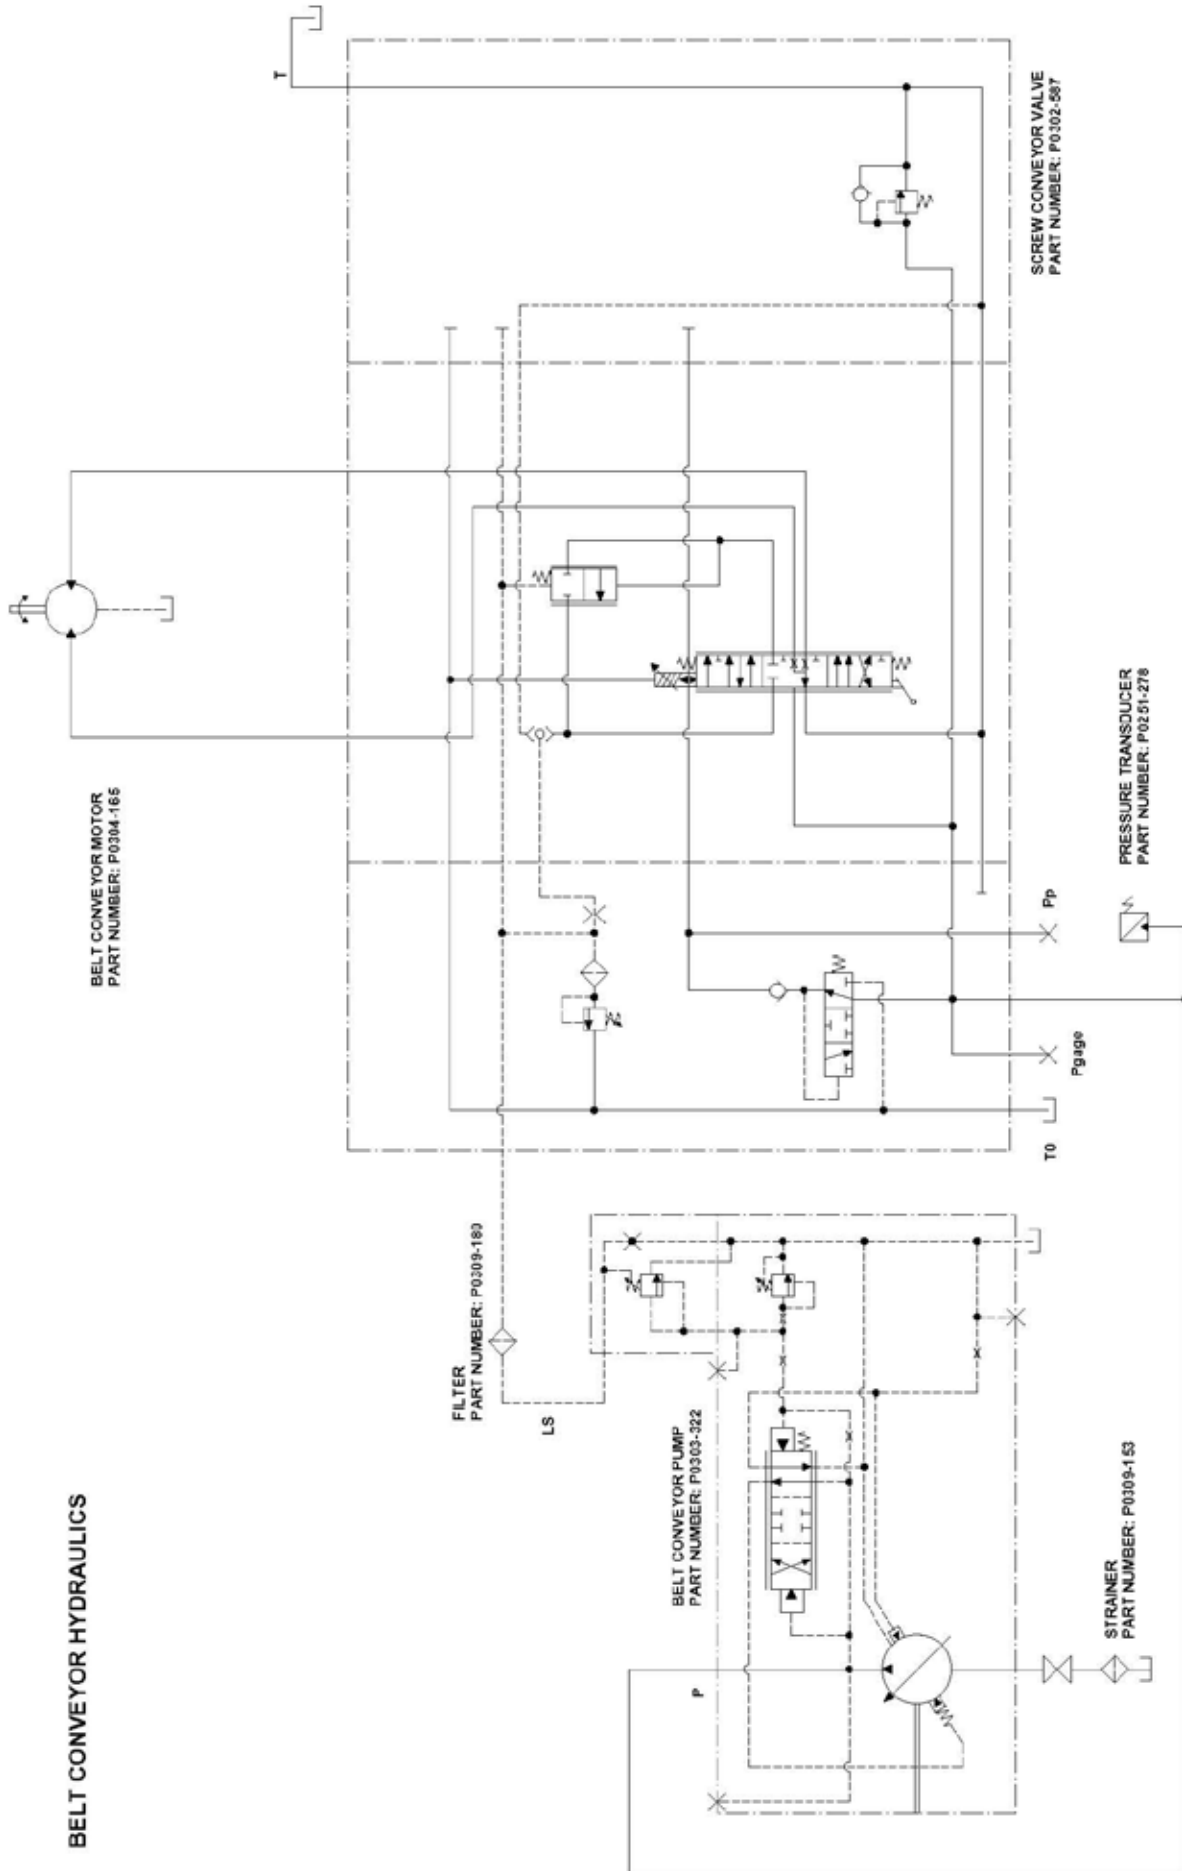 BELT CONVEYOR HYDRAULICS
BELT CONVEYOR MOTOR
PART NUMBER: P0304-165
T
SCREW CONVEYOR VALVE
PART NUMBER: P0302-587
PRESSURE TRANSDUCER
PART NUMBER: P0251-278
Pp
Pgage
T0
FILTER
PART NUMBER: P0309-180
LS
BELT CONVEYOR PUMP
PART NUMBER: P0303-322
P
STRAINER
PART NUMBER: P0309-153